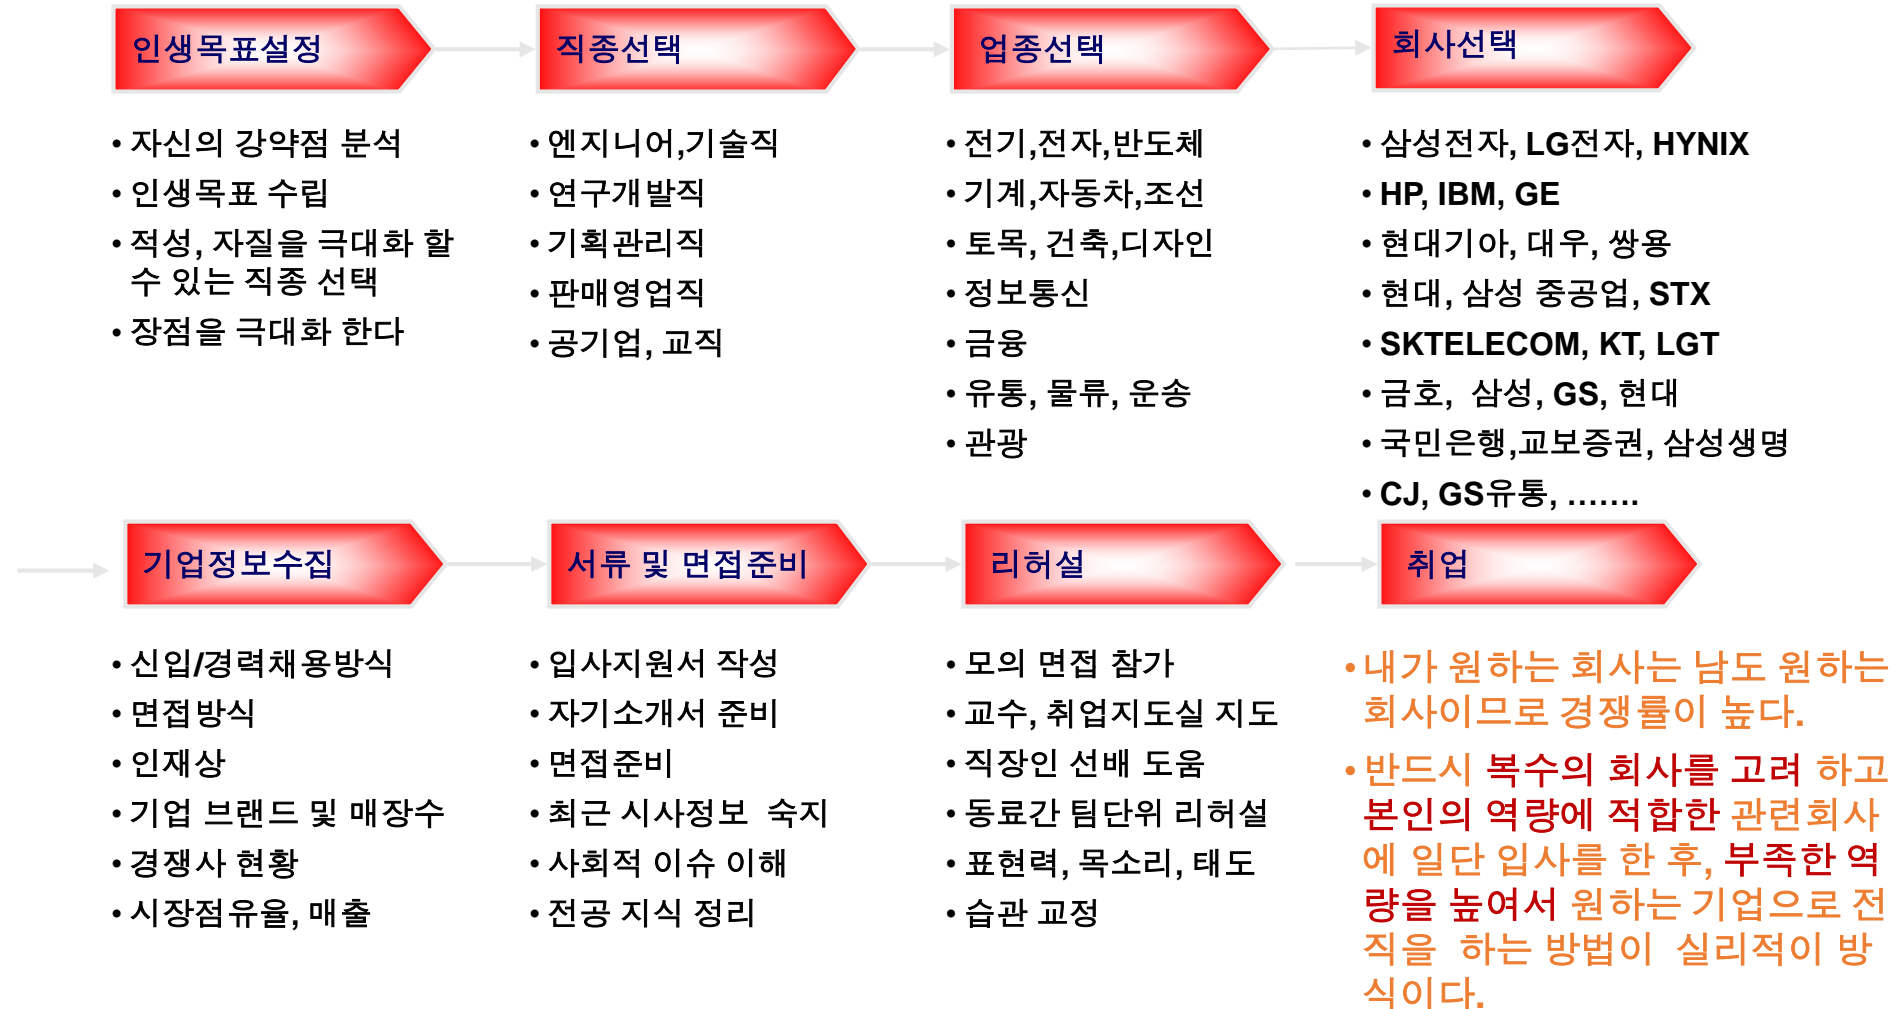 인생목표설정
직종선택
업종선택
회사선택
• 자신의 강약점 분석
• 인생목표 수립
• 적성, 자질을 극대화 할
수 있는 직종 선택
• 장점을 극대화 한다
• 엔지니어,기술직
• 연구개발직
• 기획관리직
• 판매영업직
• 공기업, 교직
• 전기,전자,반도체
• 기계,자동차,조선
• 토목, 건축,디자인
• 정보통신
• 금융
• 유통, 물류, 운송
• 관광
• 삼성전자, LG전자, HYNIX
• HP, IBM, GE
• 현대기아, 대우, 쌍용
• 현대, 삼성 중공업, STX
• SKTELECOM, KT, LGT
• 금호, 삼성, GS, 현대
• 국민은행,교보증권, 삼성생명
• CJ, GS유통, .......
기업정보수집
서류 및 면접준비
리허설
취업
• 신입/경력채용방식
• 면접방식
• 인재상
• 기업 브랜드 및 매장수
• 경쟁사 현황
• 시장점유율, 매출
• 입사지원서 작성
• 자기소개서 준비
• 면접준비
• 최근 시사정보 숙지
• 사회적 이슈 이해
• 전공 지식 정리
• 모의 면접 참가
• 교수, 취업지도실 지도
• 직장인 선배 도움
• 동료간 팀단위 리허설
• 표현력, 목소리, 태도
• 습관 교정
• 내가 원하는 회사는 남도 원하는
회사이므로 경쟁률이 높다.
• 반드시 복수의 회사를 고려 하고
본인의 역량에 적합한 관련회사
에 일단 입사를 한 후, 부족한 역
량을 높여서 원하는 기업으로 전
직을 하는 방법이 실리적이 방
식이다.